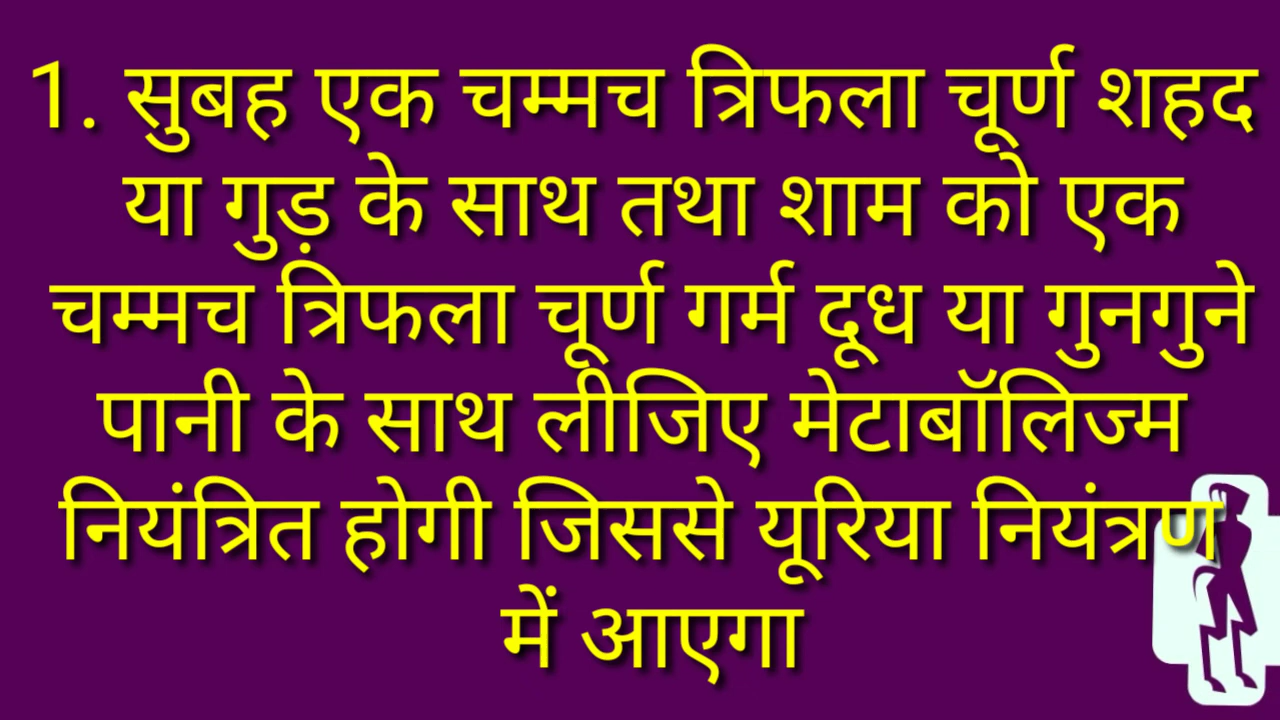 1. सुबह एक चम्मच त्रिफला चूर्ण शहद
या गुड़ के साथ तथा शाम को एक
चम्मच त्रिफला चूर्ण गर्म दूध या गुनगुने
पानी के साथ लीजिए मेटाबॉलिज्म
नियंत्रित होगी जिससे यूरिया नियंत्रण
में आएगा